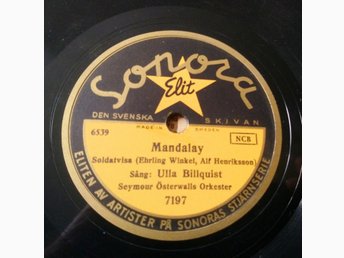 Sonora
Elit
DEN SVENSKA SKIVAN
MADE IN SWEDEN
6539
NCB
Mandalay
Soldatvisa (Ehrling Winkel, Alf Henriksson)
Sång: Ulla Billquist
Seymour Österwalls Orkester
7197
ELITEN AV ARTISTER PÅ SONORAS STJÄRNSERIE